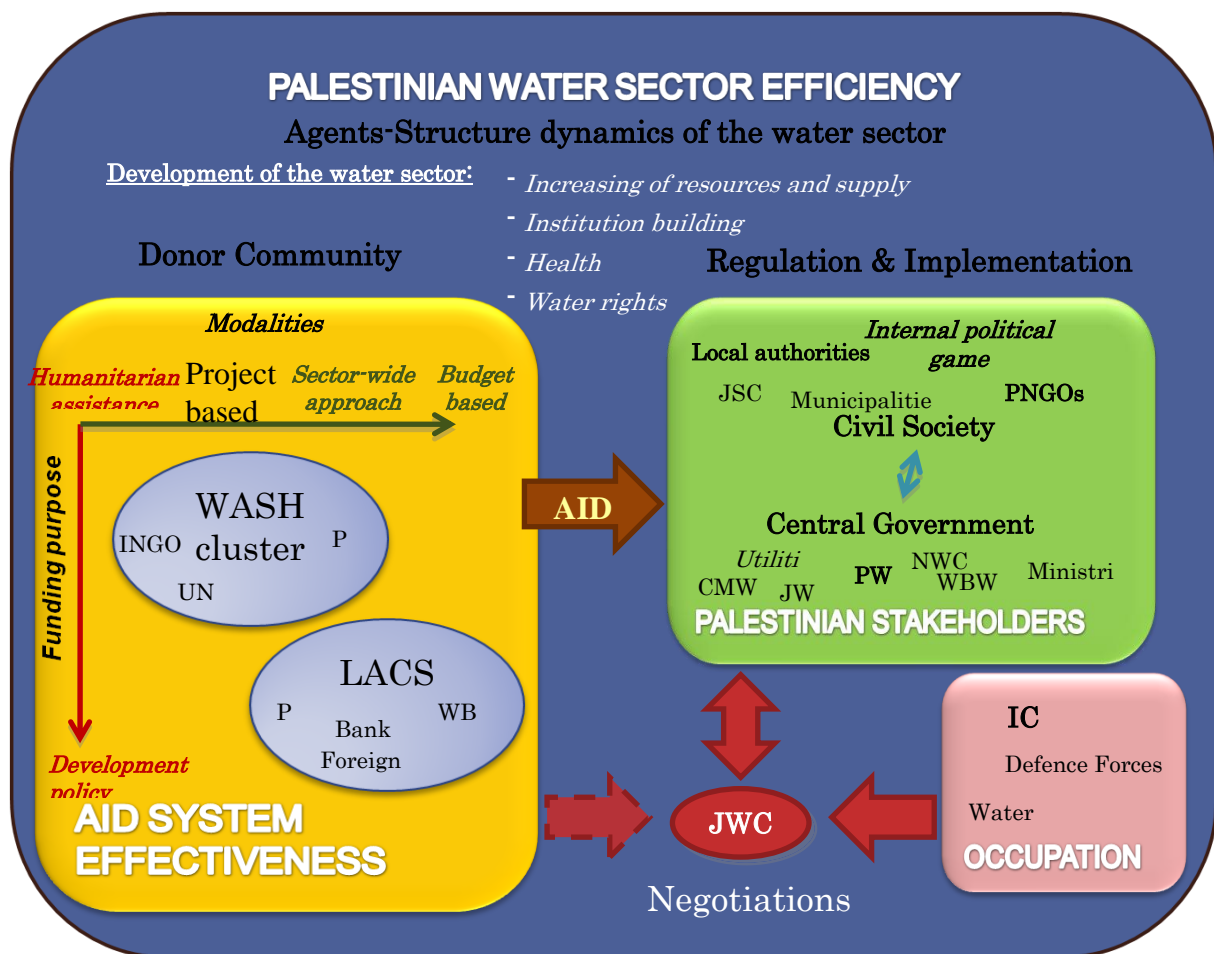 PALESTINIAN WATER SECTOR EFFICIENCY
Agents-Structure dynamics of the water sector
Development of the water sector:
- Increasing of resources and supply
- Institution building
- Health
- Water rights
Donor Community
Modalities
Humanitarian
assistance
Project
based
Sector-wide
approach
Budget
based
Funding purpose
WASH
cluster
INGO
P
UN
LACS
P
WB
Bank
Foreign
Development
policy
AID SYSTEM
EFFECTIVENESS
AID
Regulation & Implementation
Internal political
game
Local authorities
JSC
Municipalitie
PNGOs
Civil Society
Central Government
Utiliti
CMW
JW
PW
NWC
WBW
Ministri
PALESTINIAN STAKEHOLDERS
JWC
Negotiations
IC
Defence Forces
Water
OCCUPATION